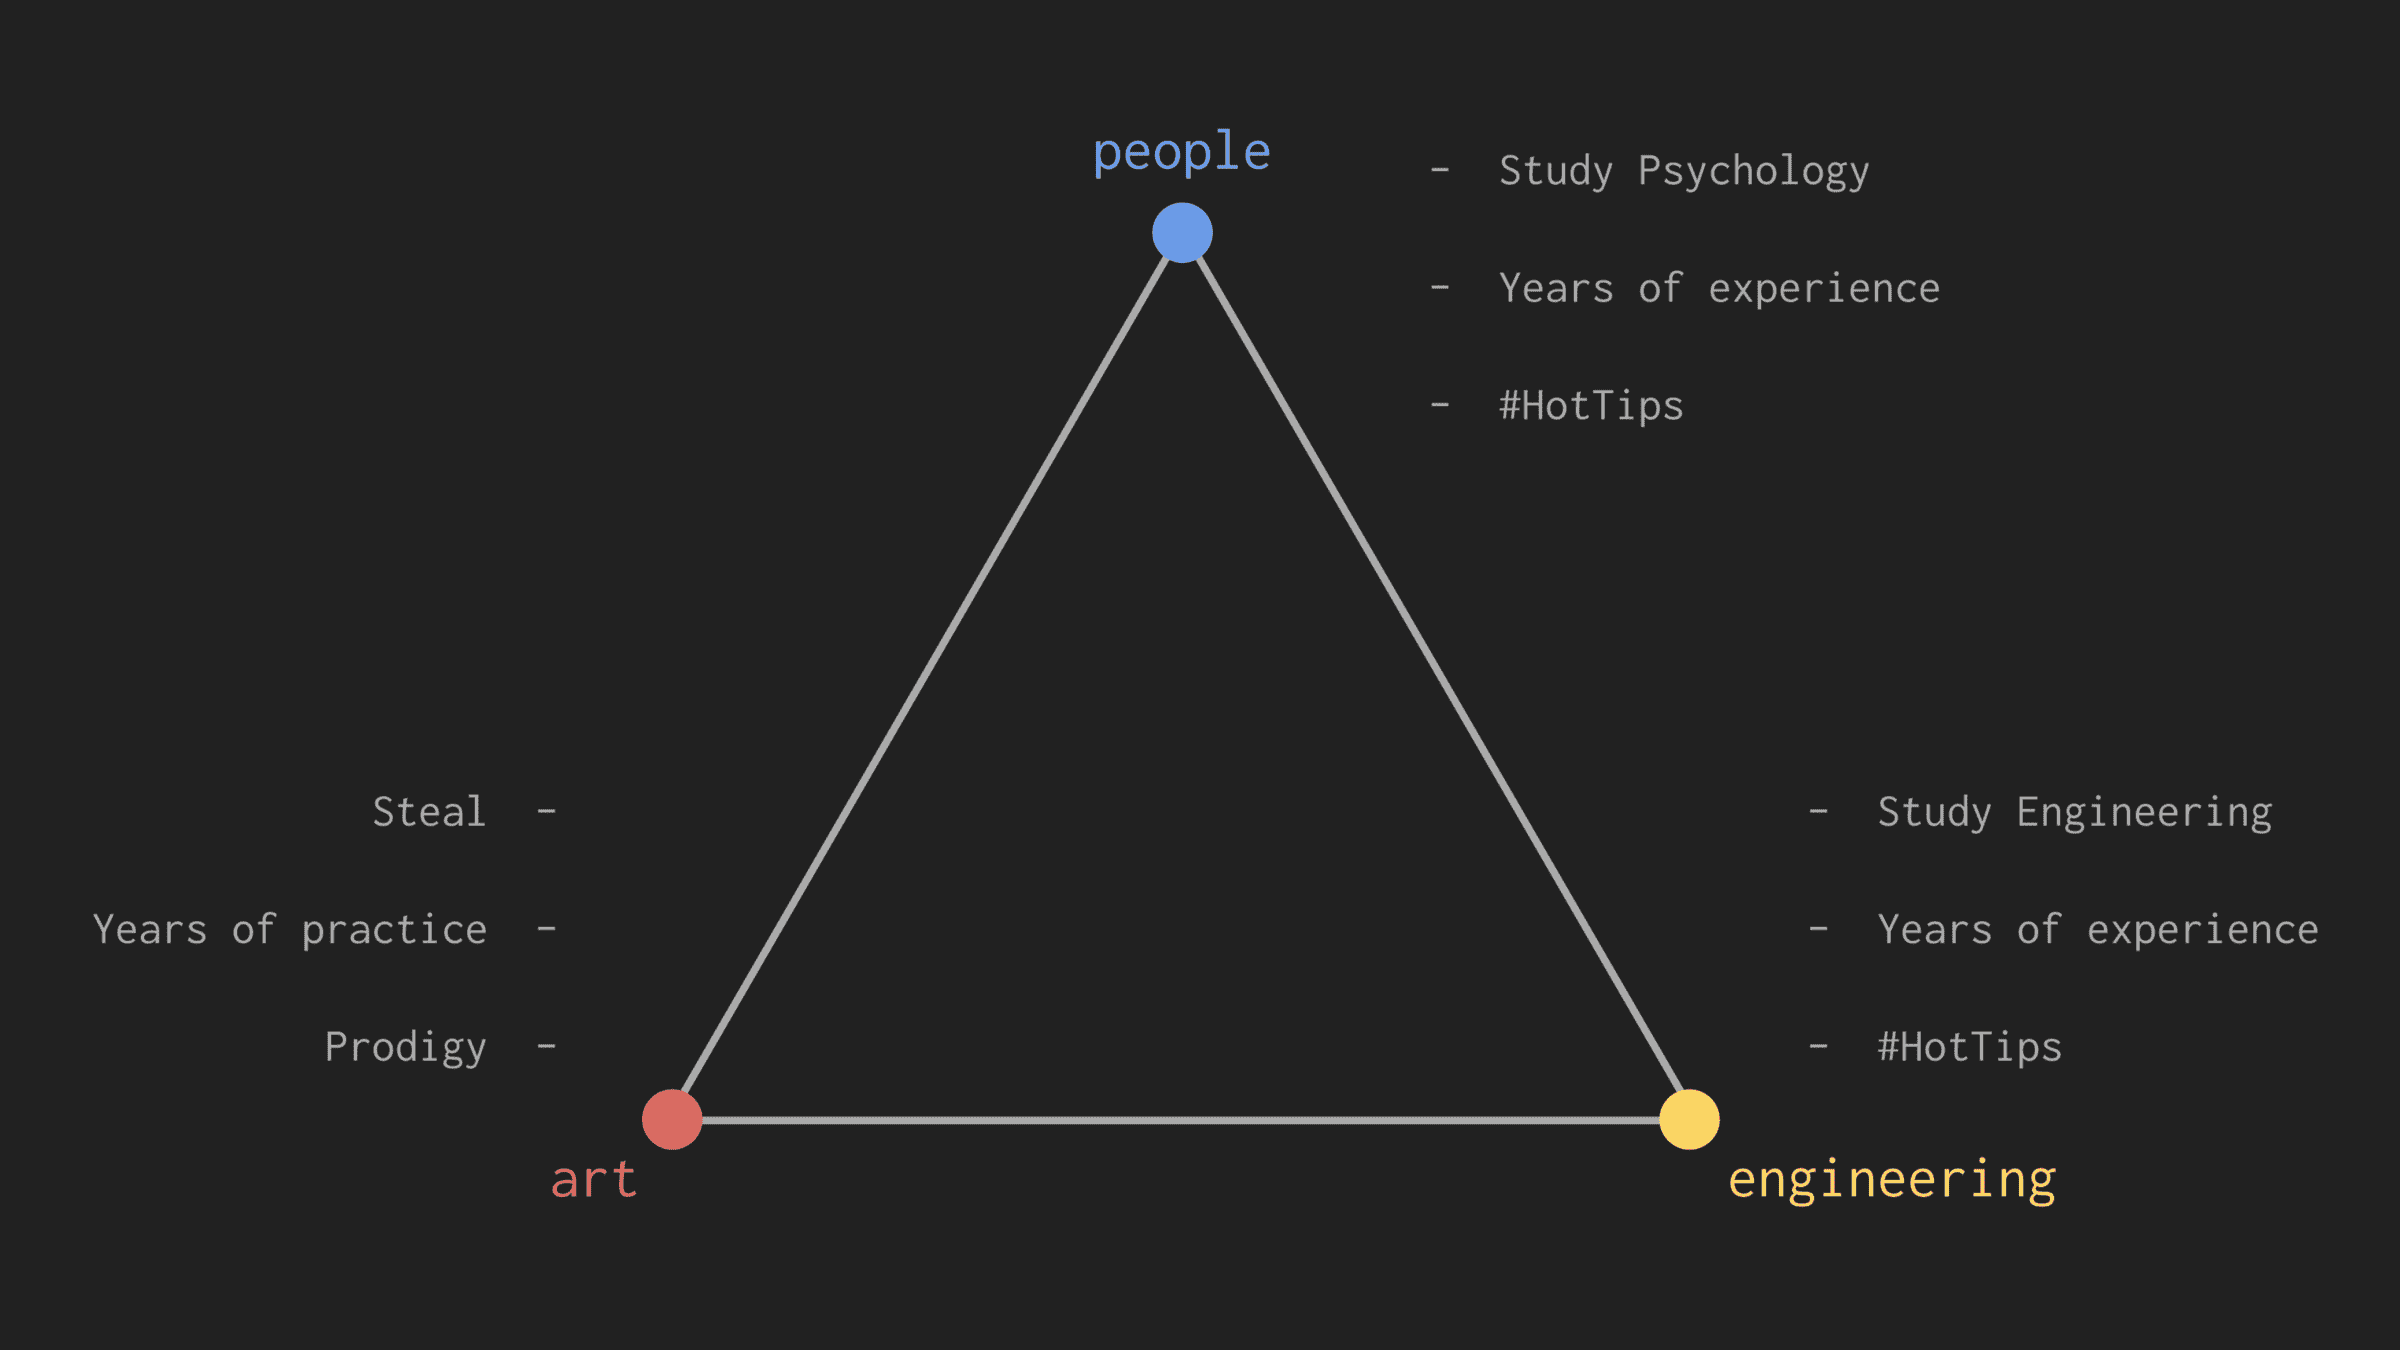 people
- Study Psychology
- Years of experience
- #HotTips
Steal -
Years of practice -
Prodigy -
art
- Study Engineering
- Years of experience
- #HotTips
engineering